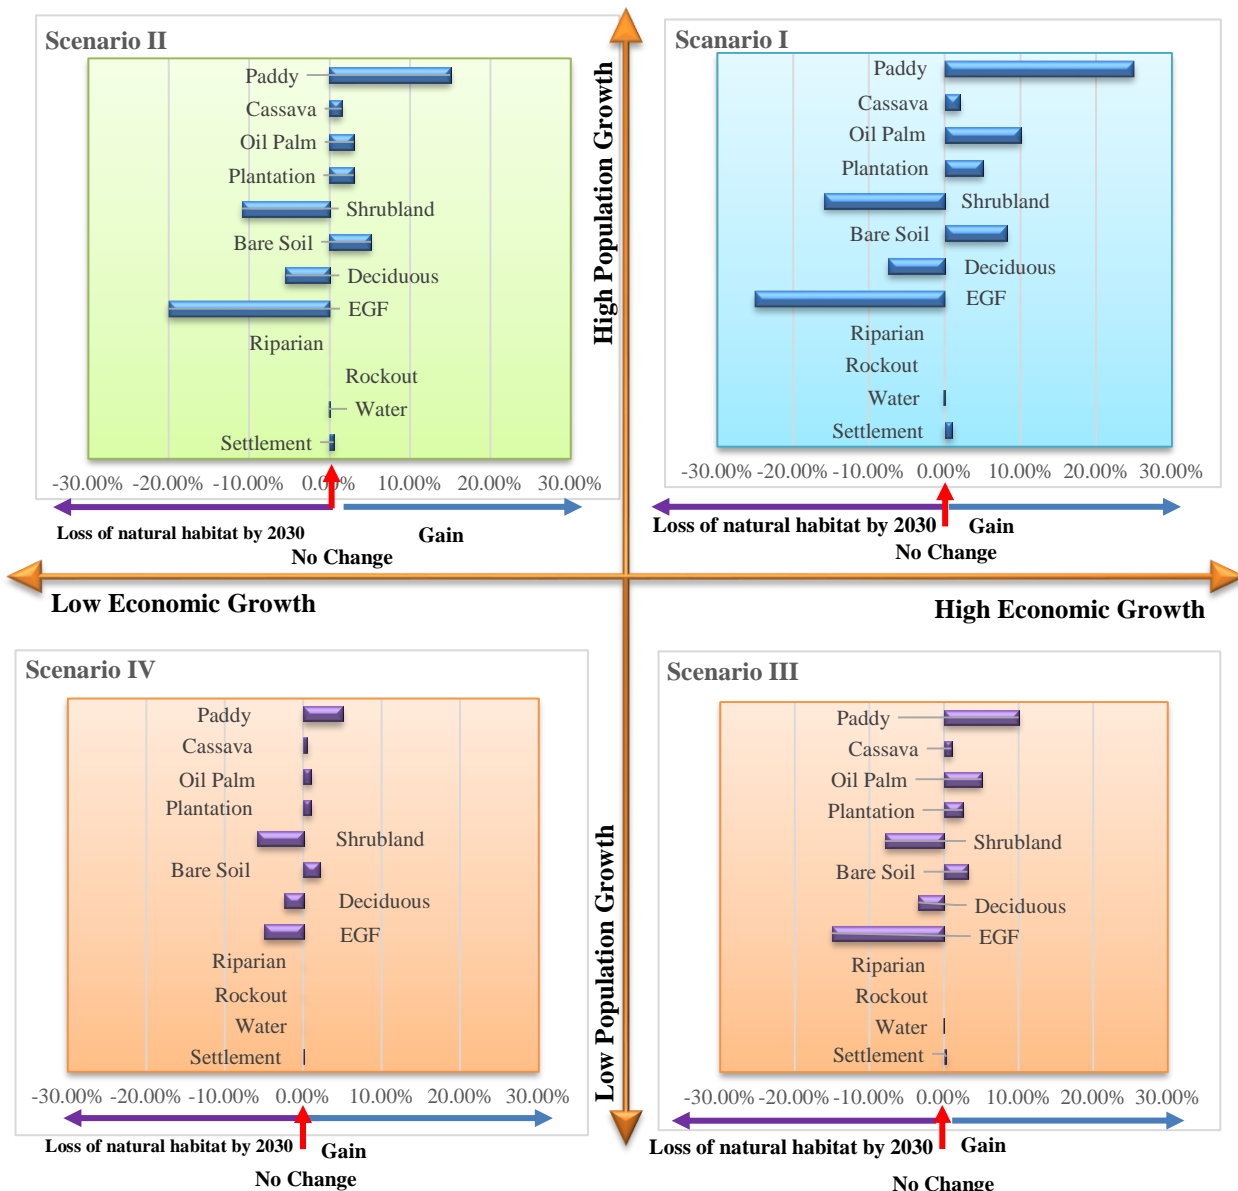 Scenario II
Paddy
Cassava
Oil Palm
Plantation
Shrubland
Bare Soil
Deciduous
EGF
Riparian
Rockout
Water
Settlement
-30.00% -20.00% -10.00% 0.00% 10.00% 20.00% 30.00%
Loss of natural habitat by 2030
Gain
No Change
High Population Growth
Scanario I
Paddy
Cassava
Oil Palm
Plantation
Shrubland
Bare Soil
Deciduous
EGF
Riparian
Rockout
Water
Settlement
-30.00% -20.00% -10.00% 0.00% 10.00% 20.00% 30.00%
Loss of natural habitat by 2030
Gain
No Change
Low Economic Growth
High Economic Growth
Scenario IV
Paddy
Cassava
Oil Palm
Plantation
Shrubland
Bare Soil
Deciduous
EGF
Riparian
Rockout
Water
Settlement
-30.00% -20.00% -10.00% 0.00% 10.00% 20.00% 30.00%
Loss of natural habitat by 2030
Gain
No Change
Low Population Growth
Scenario III
Paddy
Cassava
Oil Palm
Plantation
Shrubland
Bare Soil
Deciduous
EGF
Riparian
Rockout
Water
Settlement
-30.00% -20.00% -10.00% 0.00% 10.00% 20.00% 30.00%
Loss of natural habitat by 2030
Gain
No Change